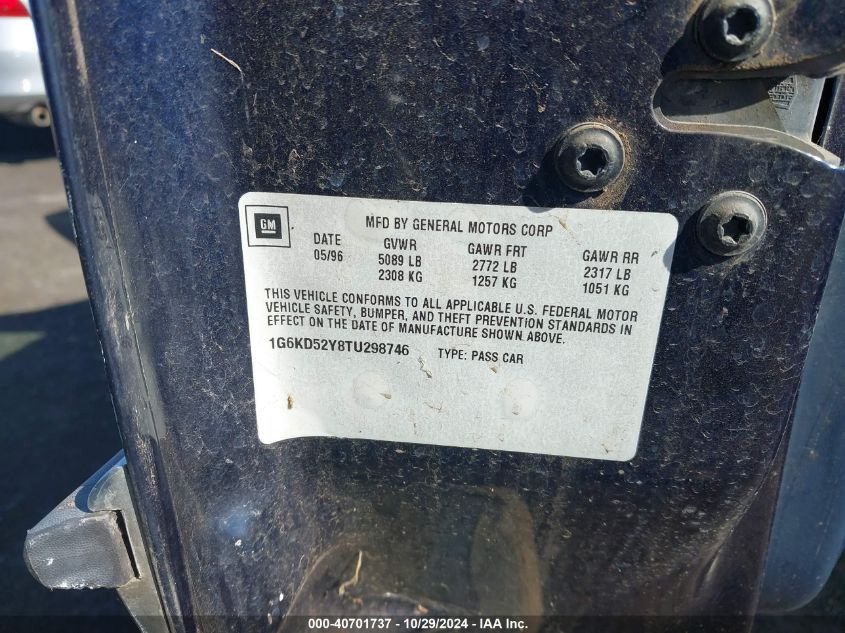 GM
MFD BY GENERAL MOTORS CORP
DATE GVWR GAWR FRT GAWR RR
05/96 5089 LB 2772 LB 2317 LB
2308 KG 1257 KG 1051 KG
THIS VEHICLE CONFORMS TO ALL APPLICABLE U.S. FEDERAL MOTOR
VEHICLE SAFETY, BUMPER, AND THEFT PREVENTION STANDARDS IN
EFFECT ON THE DATE OF MANUFACTURE SHOWN ABOVE.
1G6KD52Y8TU298746 TYPE: PASS CAR
000-40701737 - 10/29/2024 - IAA Inc.